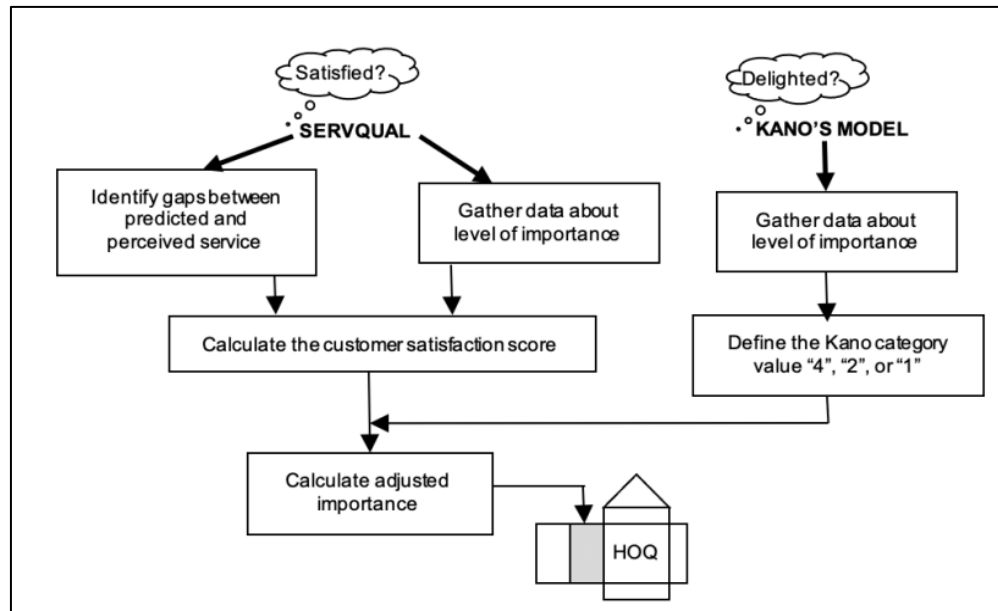 Satisfied?
Delighted?
SERVQUAL
KANO'S MODEL
Identify gaps between
predicted and
perceived service
Gather data about
level of importance
Gather data about
level of importance
Calculate the customer satisfaction score
Define the Kano category
value “4”, “2”, or “1”
Calculate adjusted
importance
HOQ